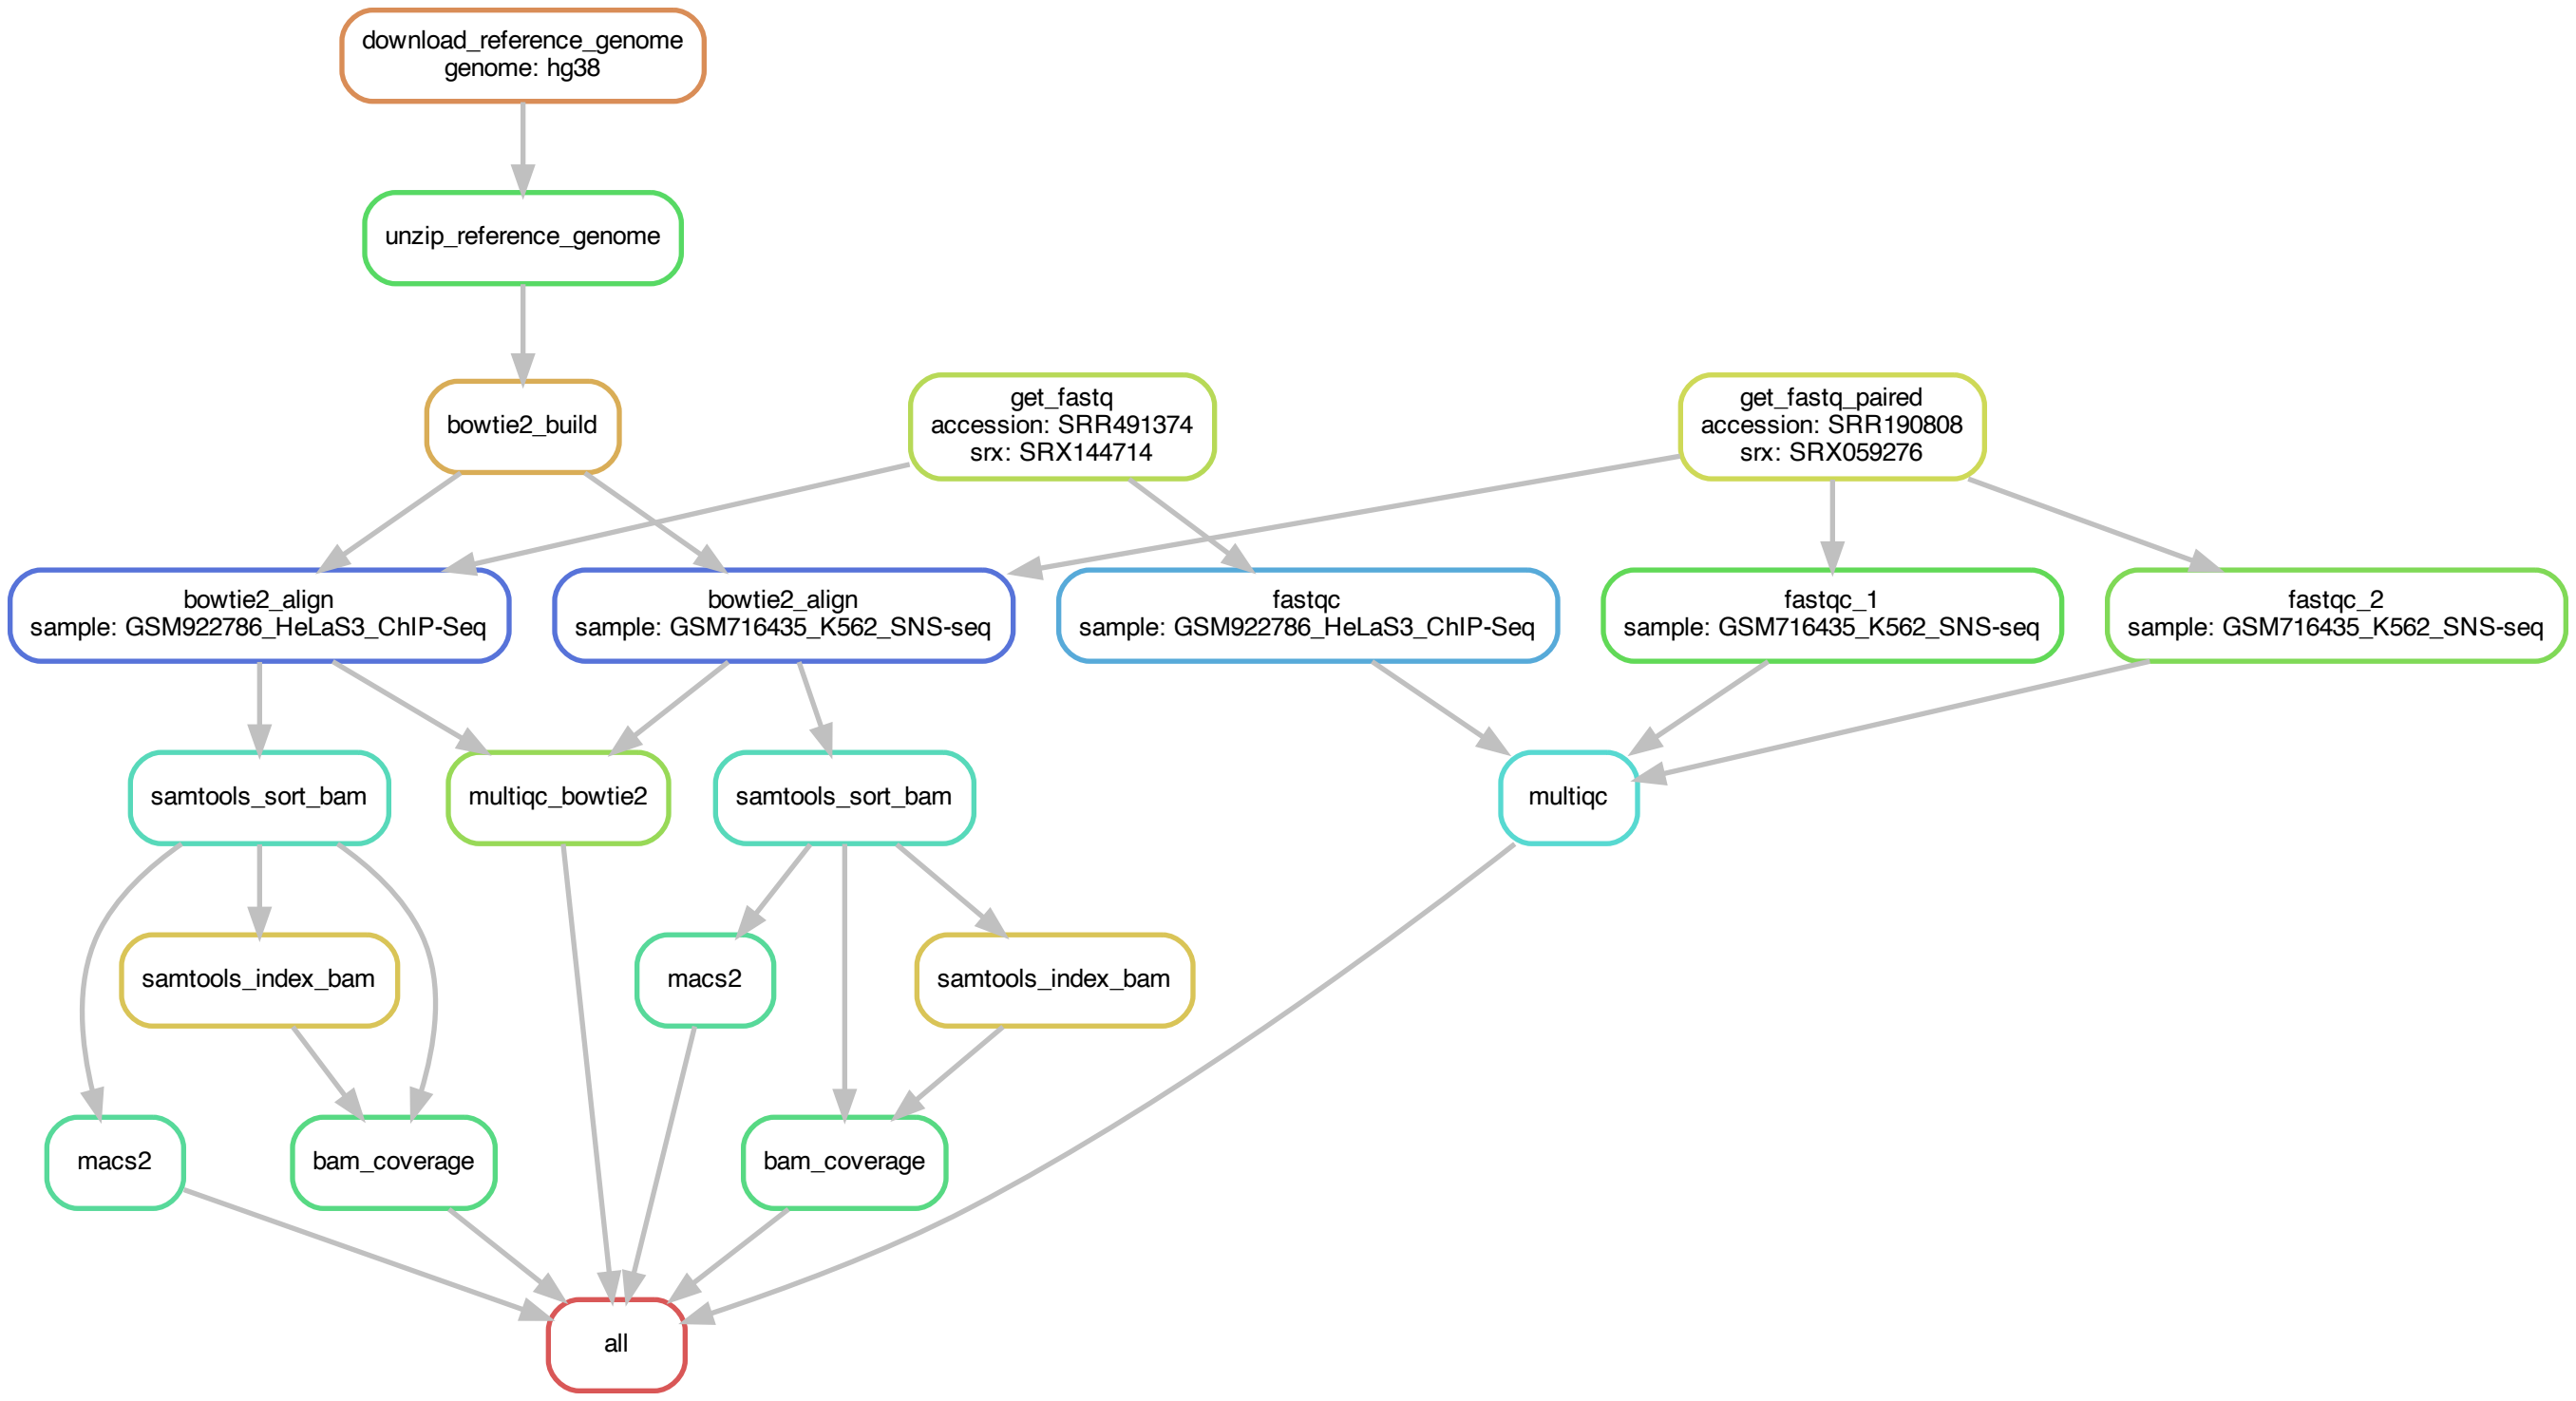 download_reference_genome
genome: hg38
unzip_reference_genome
bowtie2_build
get_fastq
accession: SRR491374
srx: SRX144714
get_fastq_paired
accession: SRR190808
srx: SRX059276
bowtie2_align
sample: GSM922786_HeLaS3_ChIP-Seq
bowtie2_align
sample: GSM716435_K562_SNS-seq
fastqc
sample: GSM922786_HeLaS3_ChIP-Seq
fastqc_1
sample: GSM716435_K562_SNS-seq
fastqc_2
sample: GSM716435_K562_SNS-seq
samtools_sort_bam
multiqc_bowtie2
samtools_sort_bam
multiqc
samtools_index_bam
macs2
samtools_index_bam
macs2
bam_coverage
bam_coverage
all